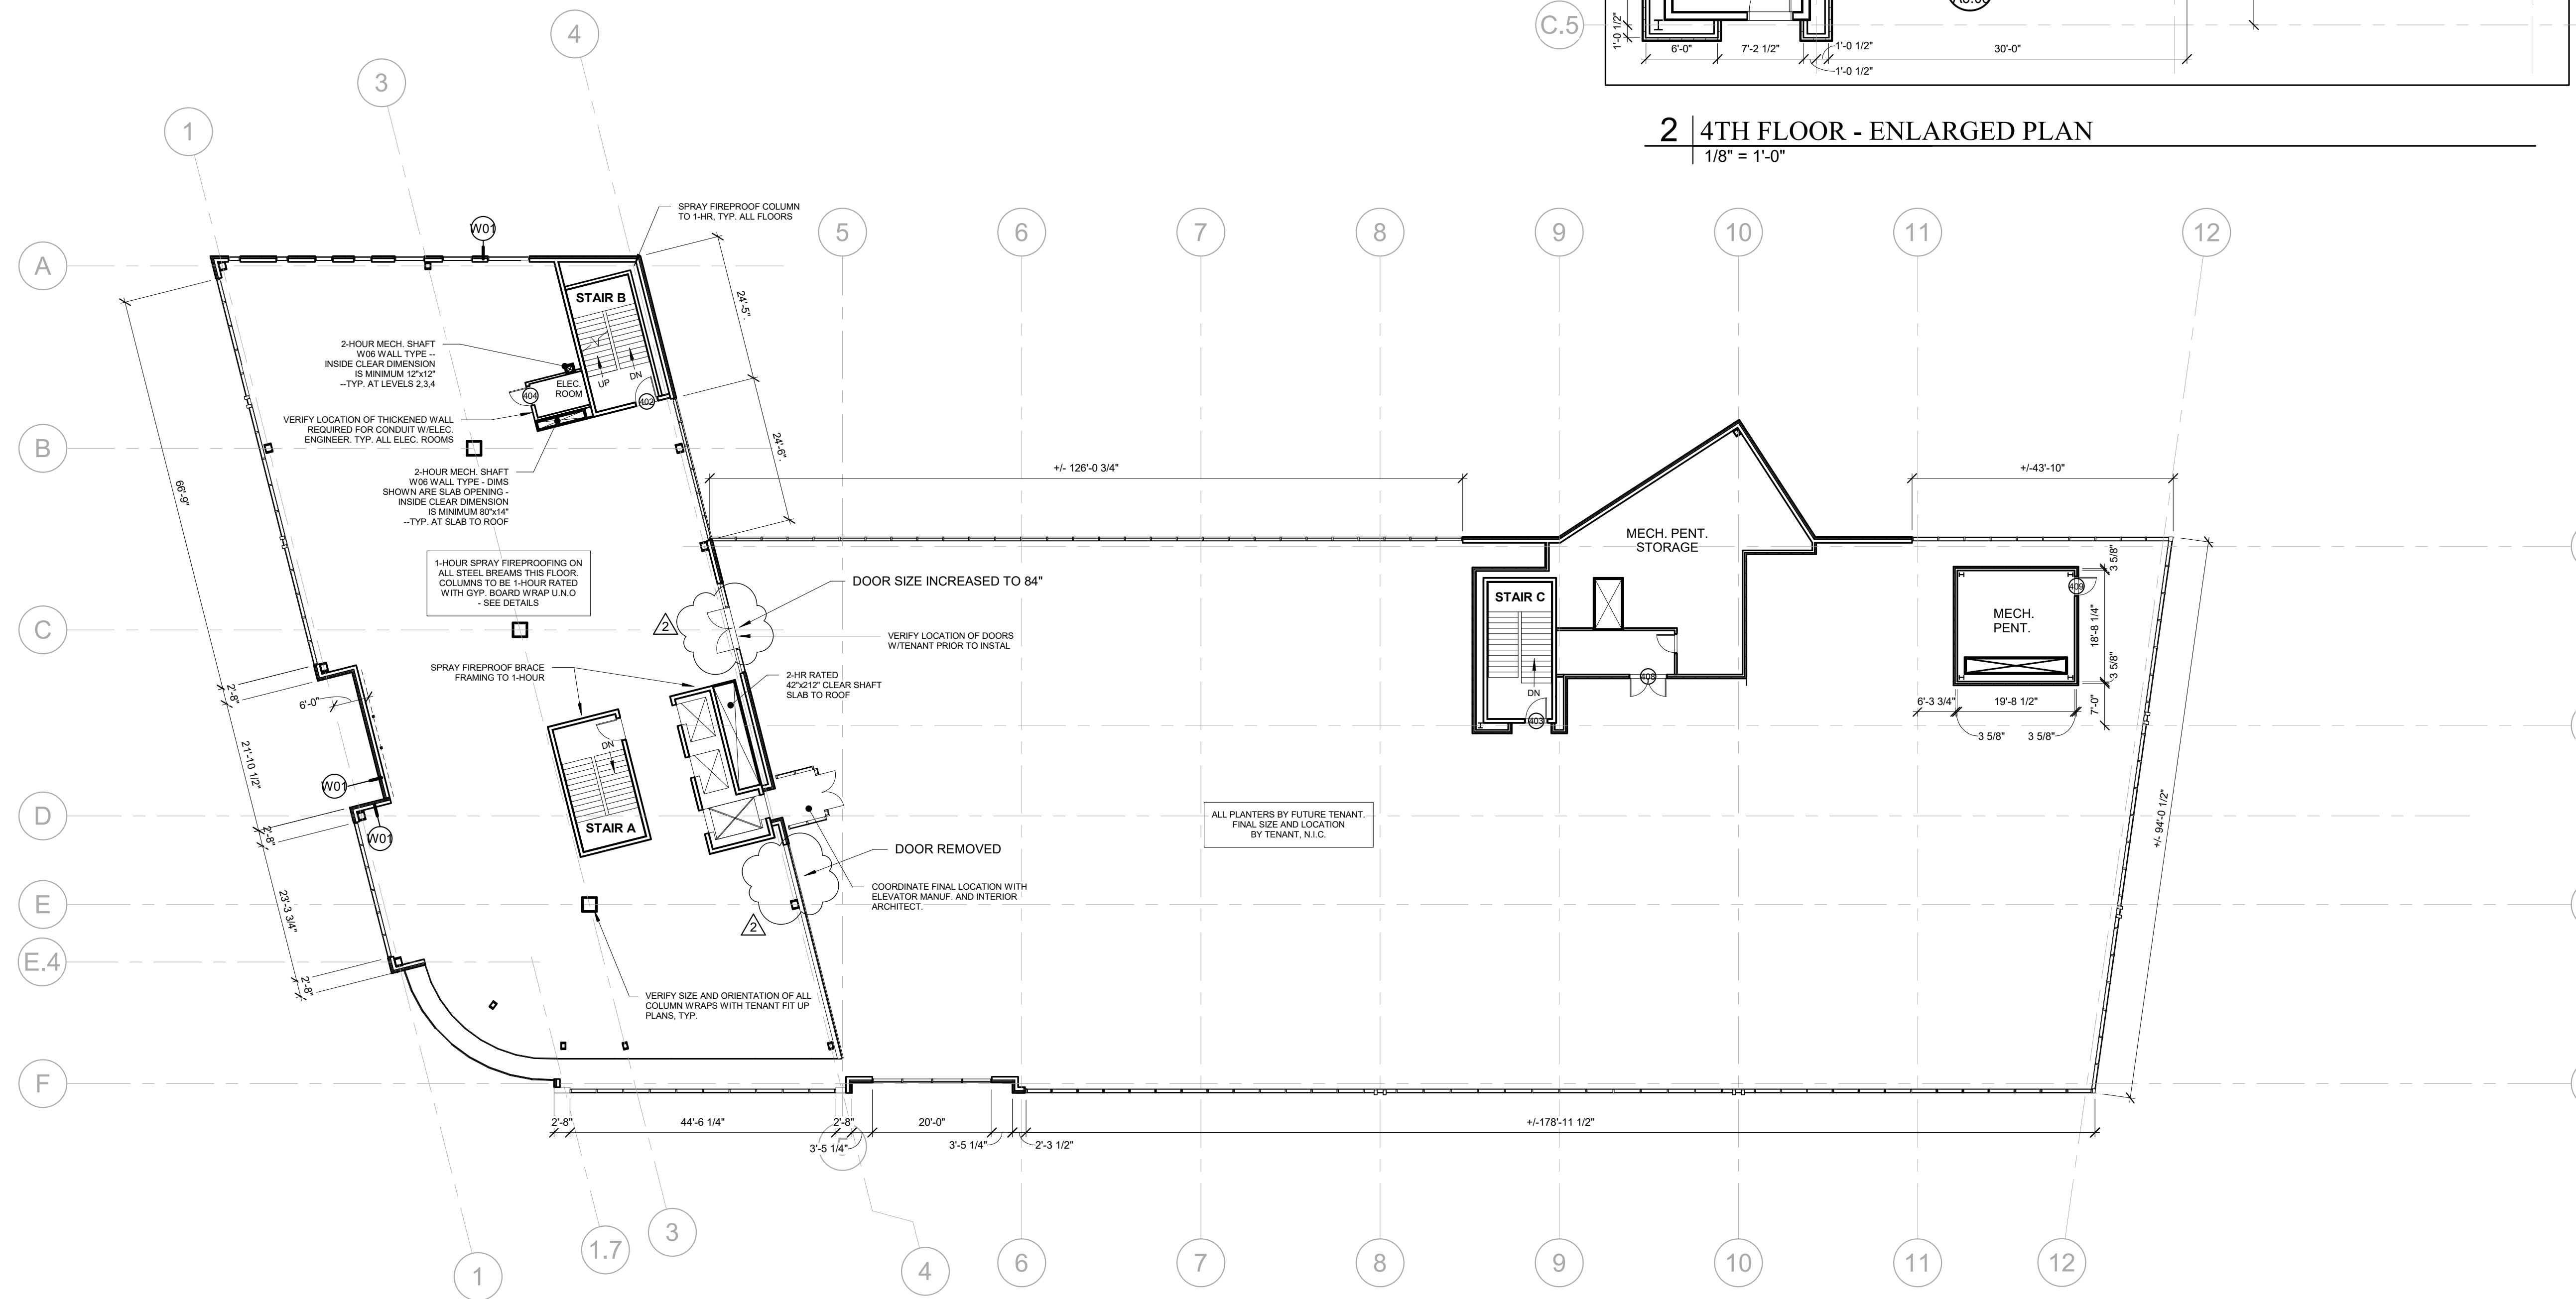 C.5
1'-0 1/2"
6'-0"
7'-2 1/2"
1'-0 1/2"
1'-0 1/2"
30'-0"
2
4TH FLOOR - ENLARGED PLAN
1/8" = 1'-0"
1
3
4
5
6
7
8
9
10
11
12
A
B
C
D
E
E.4
F
W01
SPRAY FIREPROOF COLUMN
TO 1-HR, TYP. ALL FLOORS
STAIR B
UP
DN
402
404
ELEC.
ROOM
24'-5".
24'-6".
2-HOUR MECH. SHAFT
W06 WALL TYPE --
INSIDE CLEAR DIMENSION
IS MINIMUM 12"x12"
--TYP. AT LEVELS 2,3,4
VERIFY LOCATION OF THICKENED WALL
REQUIRED FOR CONDUIT W/ELEC.
ENGINEER. TYP. ALL ELEC. ROOMS
2-HOUR MECH. SHAFT
W06 WALL TYPE - DIMS
SHOWN ARE SLAB OPENING -
INSIDE CLEAR DIMENSION
IS MINIMUM 80"x14"
--TYP. AT SLAB TO ROOF
66'-9"
1-HOUR SPRAY FIREPROOFING ON
ALL STEEL BREAMS THIS FLOOR.
COLUMNS TO BE 1-HOUR RATED
WITH GYP. BOARD WRAP U.N.O
- SEE DETAILS
+/- 126'-0 3/4"
+/-43'-10"
MECH. PENT.
STORAGE
DOOR SIZE INCREASED TO 84"
2
VERIFY LOCATION OF DOORS
W/TENANT PRIOR TO INSTAL
SPRAY FIREPROOF BRACE
FRAMING TO 1-HOUR
2-HR RATED
42"x212" CLEAR SHAFT
SLAB TO ROOF
STAIR C
DN
403
408
409
MECH.
PENT.
3 5/8"
18'-8 1/4"
3 5/8"
7'-0"
6'-3 3/4"
19'-8 1/2"
3 5/8"
3 5/8"
2'-8"
6'-0"
21'-10 1/2"
W01
W01
2'-8"
23'-3 3/4"
2'-8"
DN
STAIR A
DOOR REMOVED
2
COORDINATE FINAL LOCATION WITH
ELEVATOR MANUF. AND INTERIOR
ARCHITECT.
ALL PLANTERS BY FUTURE TENANT.
FINAL SIZE AND LOCATION
BY TENANT, N.I.C.
+/- 94'-0 1/2"
VERIFY SIZE AND ORIENTATION OF ALL
COLUMN WRAPS WITH TENANT FIT UP
PLANS, TYP.
2'-8"
44'-6 1/4"
2'-8"
3'-5 1/4"
20'-0"
3'-5 1/4"
2'-3 1/2"
+/-178'-11 1/2"
1
1.7
3
4
6
7
8
9
10
11
12